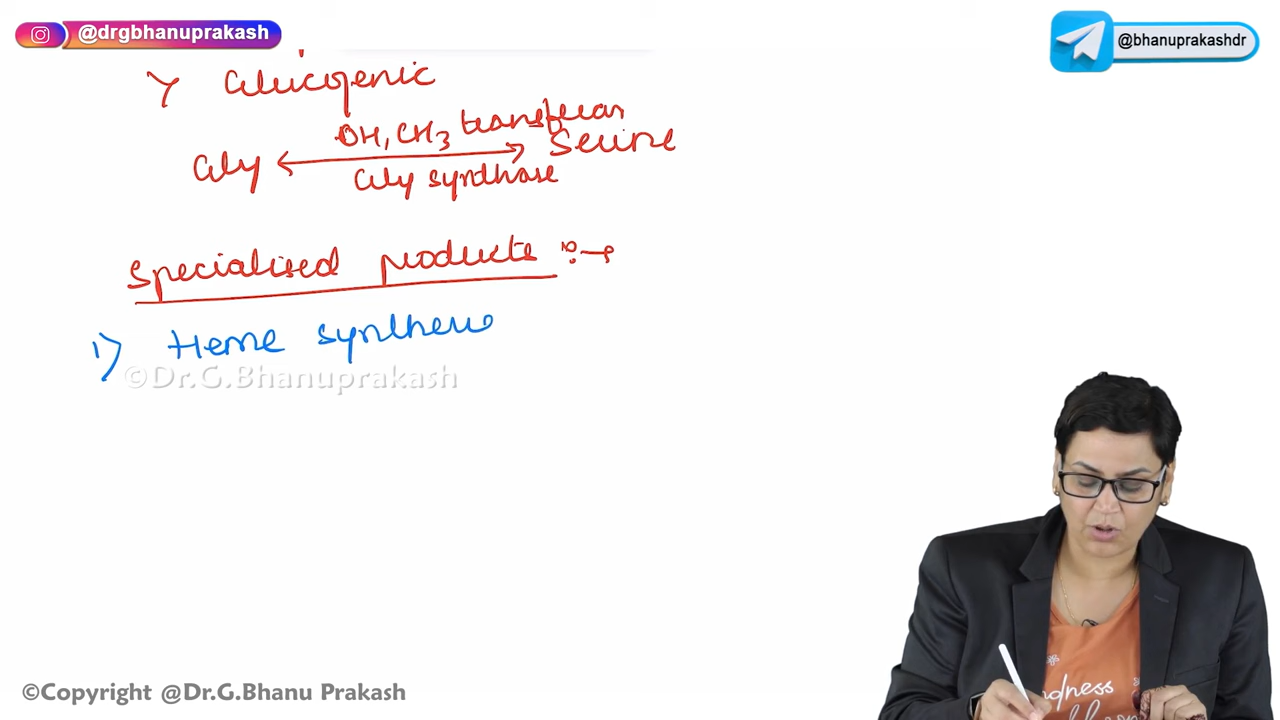 @drgbhanuprakash
@bhanuprakashdr
Glucogenic
OH, CH3 transferase
Gly Serine
Gly synthase
Specialised products :→
1) Heme synthesis
©Dr.G.Bhanuprakash
kindness
©Copyright @Dr.G.Bhanu Prakash